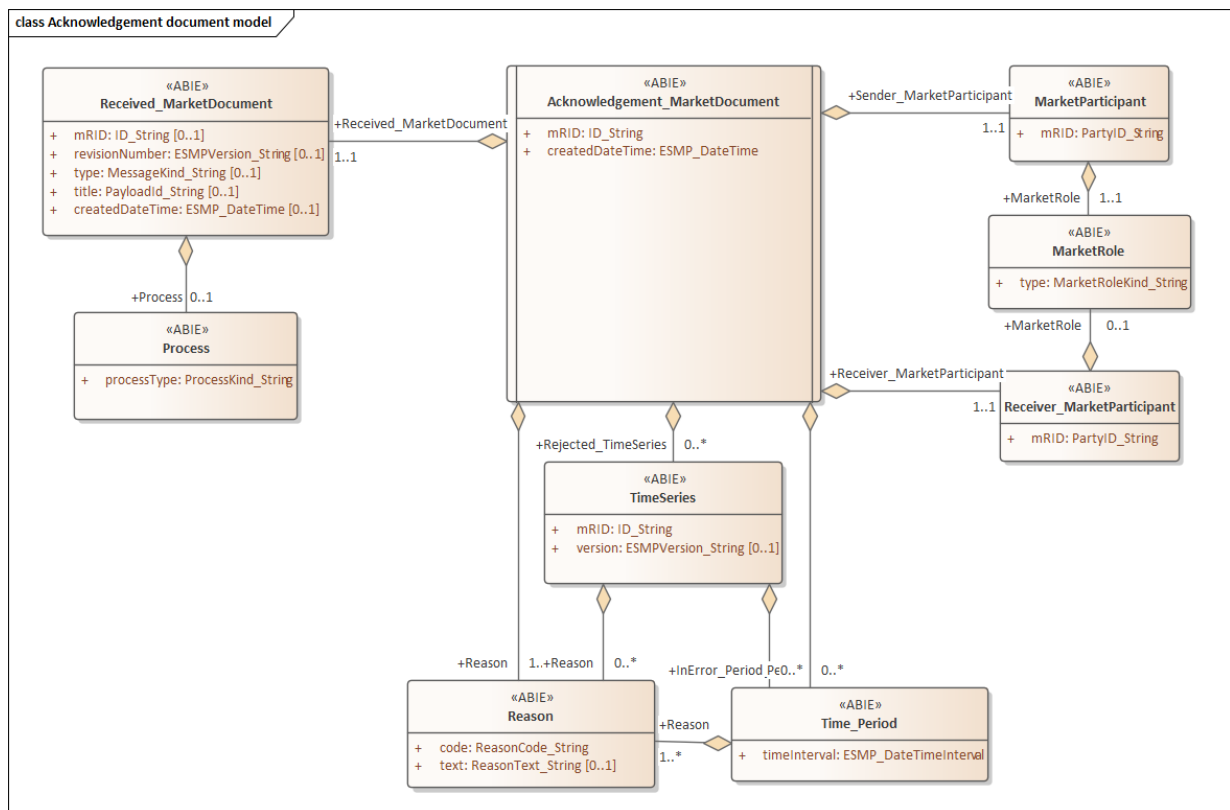 class Acknowledgement document model
«ABIE»
Received_MarketDocument
+ mRID: ID_String [0..1]
+ revisionNumber: ESMPVersion_String [0..1]
+ type: MessageKind_String [0..1]
+ title: PayloadId_String [0..1]
+ createdDateTime: ESMP_DateTime [0..1]
+Received_MarketDocument
1..1
«ABIE»
Acknowledgement_MarketDocument
+ mRID: ID_String
+ createdDateTime: ESMP_DateTime
+Sender_MarketParticipant
1..1
«ABIE»
MarketParticipant
+ mRID: PartyID_String
+MarketRole
1..1
«ABIE»
MarketRole
+ type: MarketRoleKind_String
+MarketRole
0..1
+Process
0..1
«ABIE»
Process
+ processType: ProcessKind_String
+Receiver_MarketParticipant
1..1
«ABIE»
Receiver_MarketParticipant
+ mRID: PartyID_String
+Rejected_TimeSeries
0..*
«ABIE»
TimeSeries
+ mRID: ID_String
+ version: ESMPVersion_String [0..1]
+Reason
1..
+Reason
0..*
+InError_Period
0..*
0..*
«ABIE»
Reason
+ code: ReasonCode_String
+ text: ReasonText_String [0..1]
+Reason
1..*
«ABIE»
Time_Period
+ timeInterval: ESMP_DateTimeInterval